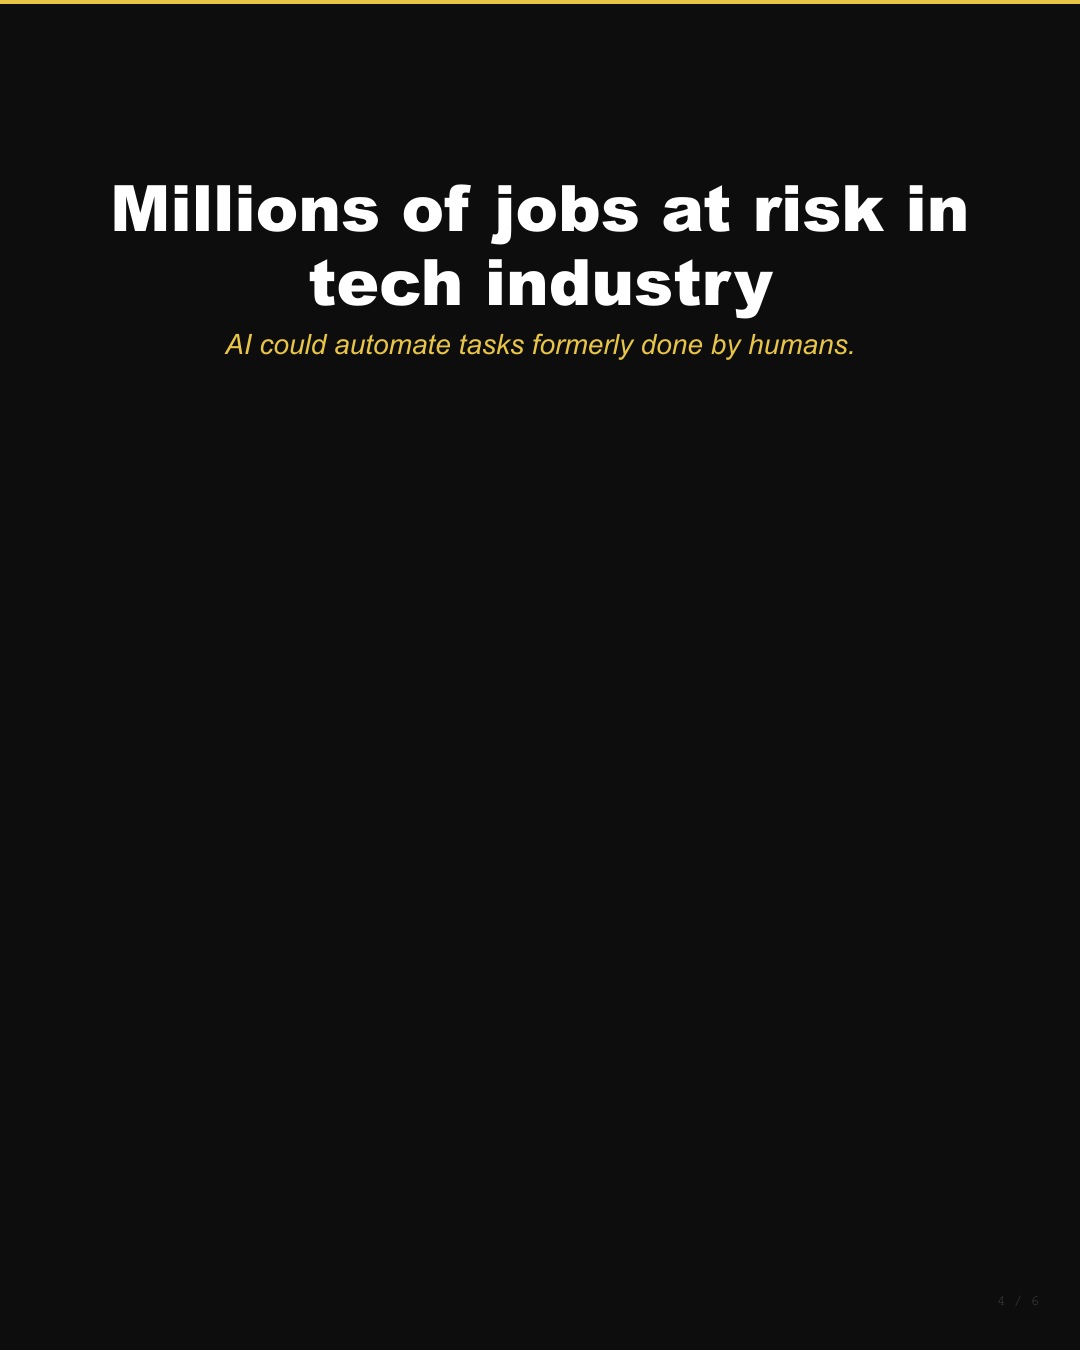 Millions of jobs at risk in
tech industry
AI could automate tasks formerly done by humans.
4 / 6